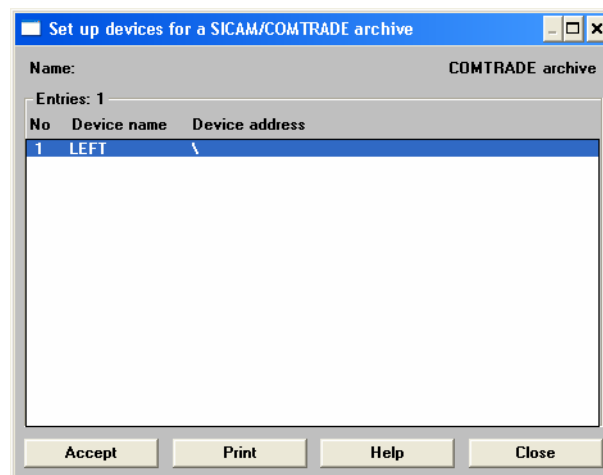 Set up devices for a SICAM/COMTRADE archive
Name: COMTRADE archive
Entries: 1
No Device name Device address
1 LEFT \
Accept Print Help Close